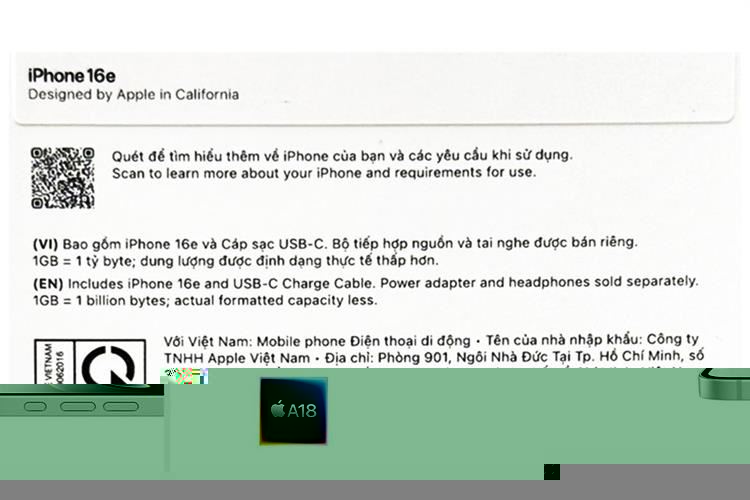 iPhone 16e
Designed by Apple in California
Quét để tìm hiểu thêm về iPhone của bạn và các yêu cầu khi sử dụng.
Scan to learn more about your iPhone and requirements for use.
(VI) Bao gồm iPhone 16e và Cáp sạc USB-C. Bộ tiếp hợp nguồn và tai nghe được bán riêng.
1GB = 1 tỷ byte; dung lượng được định dạng thực tế thấp hơn.
(EN) Includes iPhone 16e and USB-C Charge Cable. Power adapter and headphones sold separately.
1GB = 1 billion bytes; actual formatted capacity less.
Với Việt Nam: Mobile phone Điện thoại di động • Tên của nhà nhập khẩu: Công ty
TNHH Apple Việt Nam • Địa chỉ: Phòng 901, Ngôi Nhà Đức Tại Tp. Hồ Chí Minh, số
VIETNAM
A18